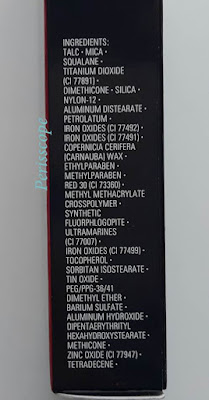 INGREDIENTS:
TALC • MICA •
SQUALANE •
TITANIUM DIOXIDE
(CI 77891) •
DIMETHICONE • SILICA •
NYLON-12 •
ALUMINUM DISTEARATE •
PETROLATUM •
IRON OXIDES (CI 77492) •
IRON OXIDES (CI 77491) •
COPERNICIA CERIFERA
(CARNAUBA) WAX •
ETHYLPARABEN •
METHYLPARABEN •
RED 30 (CI 73360) •
METHYL METHACRYLATE
CROSSPOLYMER •
SYNTHETIC
FLUORPHLOGOPITE •
ULTRAMARINES
(CI 77007) •
IRON OXIDES (CI 77499) •
TOCOPHEROL •
SORBITAN ISOSTEARATE •
TIN OXIDE •
PEG/PPG-36/41
DIMETHYL ETHER •
BARIUM SULFATE •
ALUMINUM HYDROXIDE •
DIPENTAERYTHRITYL
HEXAHYDROXYSTEARATE •
METHICONE •
ZINC OXIDE (CI 77947) •
TETRADECENE •
Perisscope